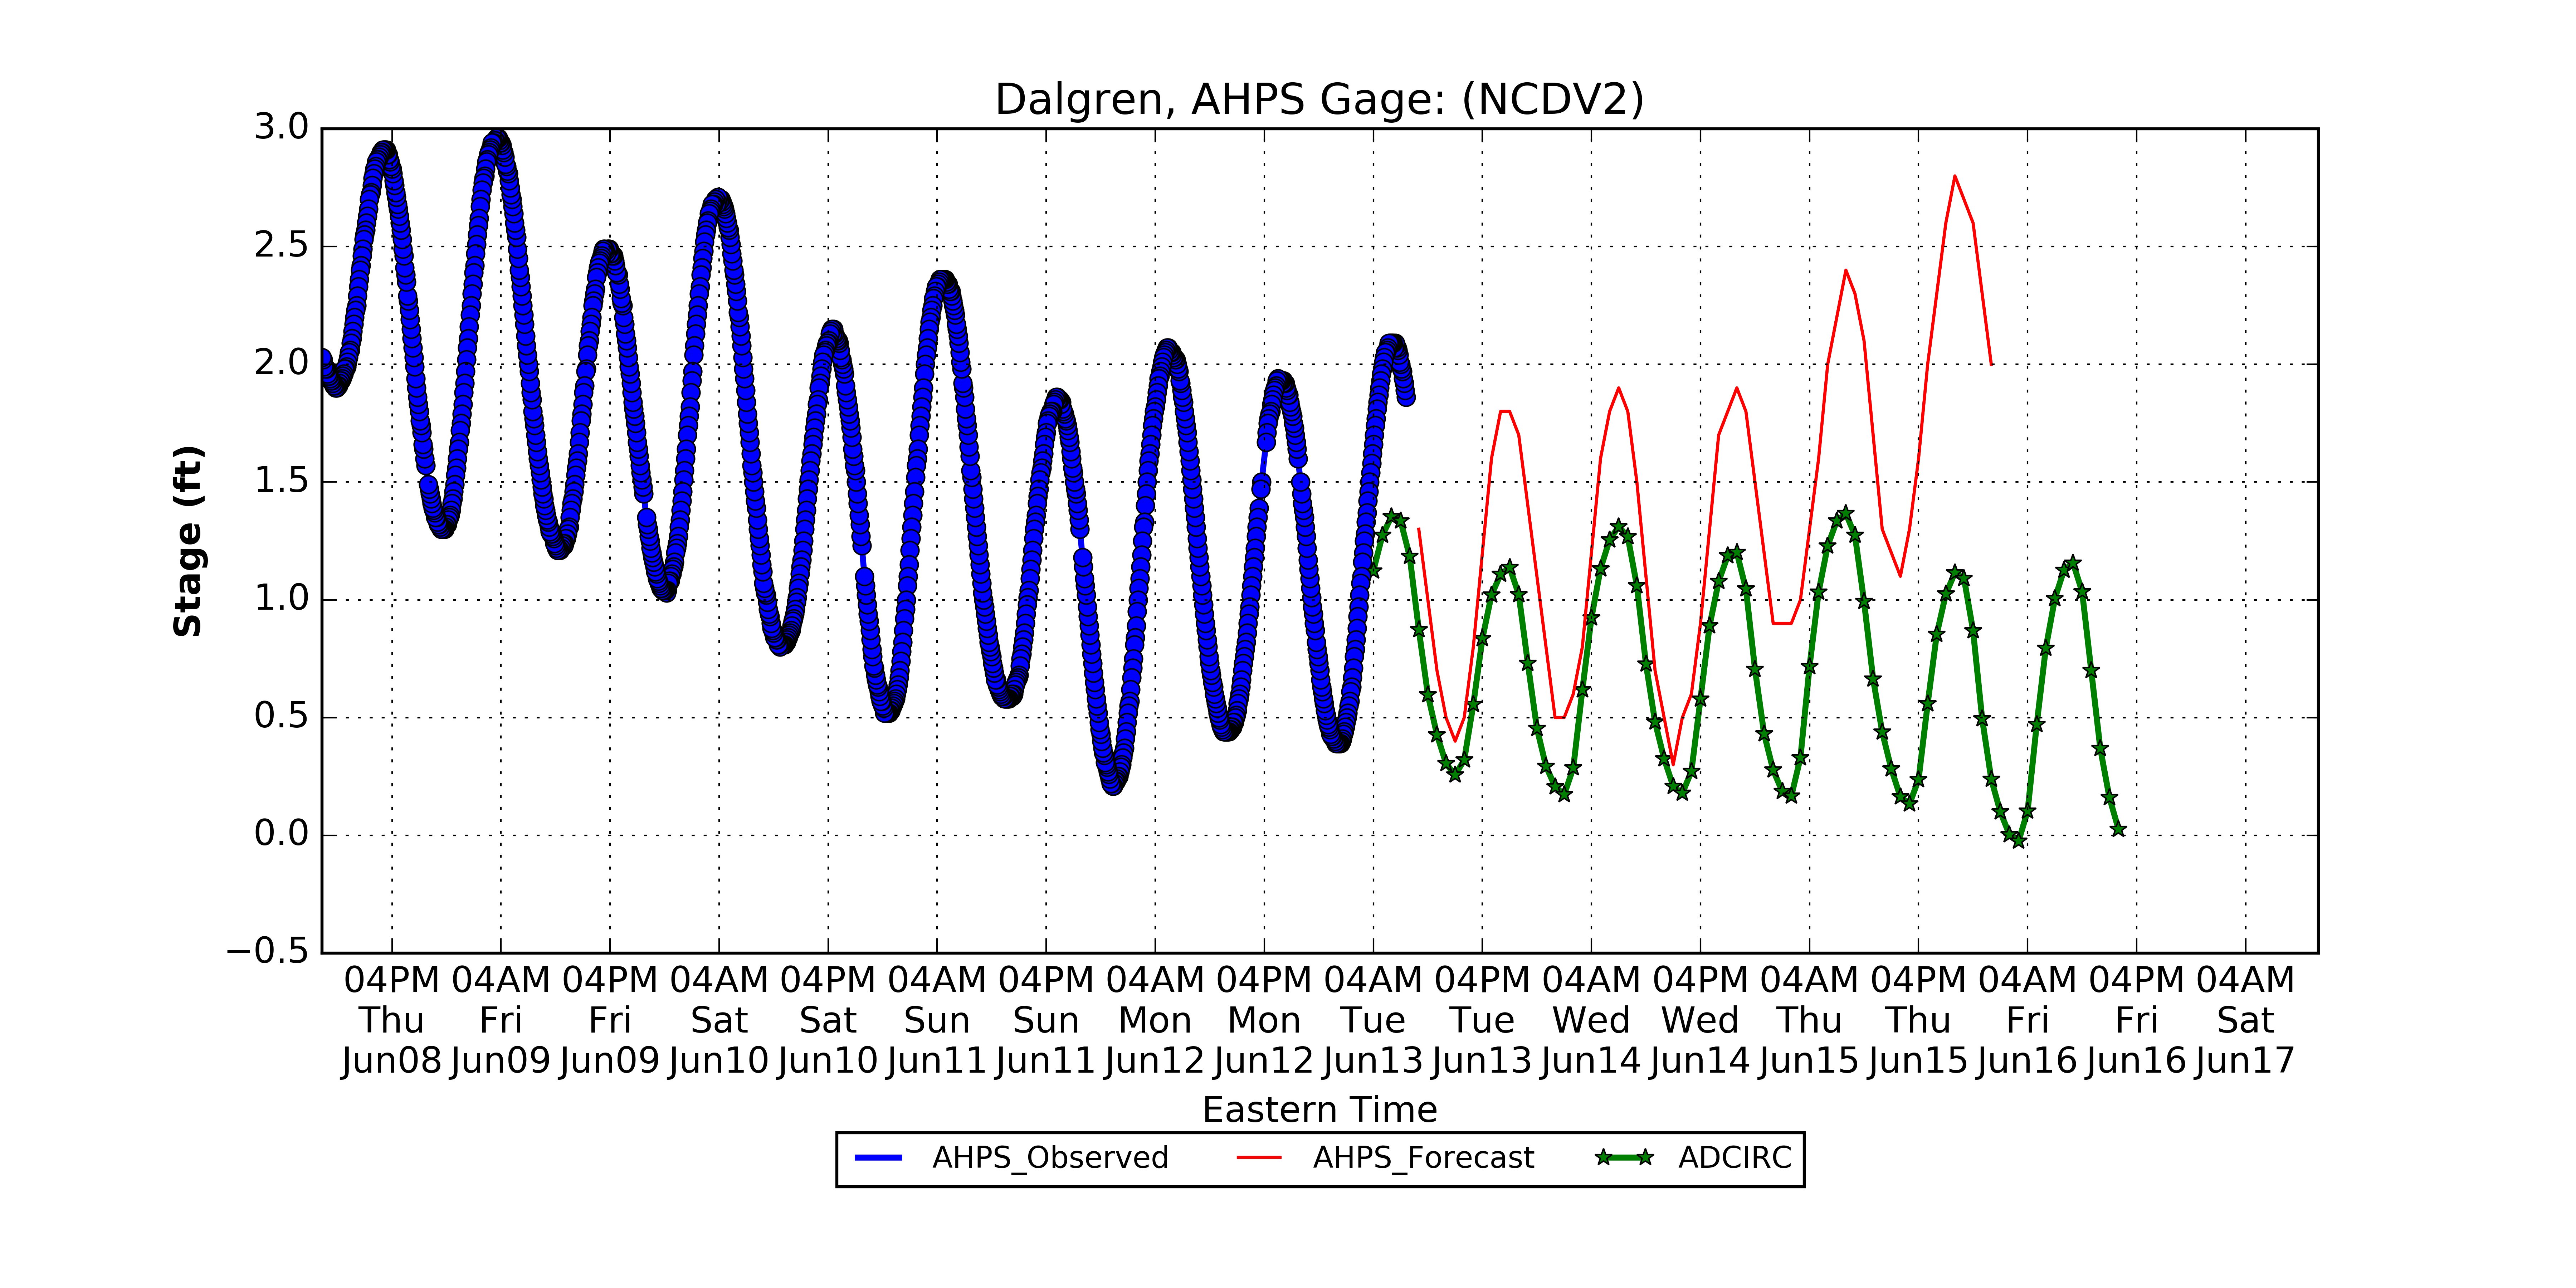 Dalgren, AHPS Gage: (NCDV2)
3.0
2.5
2.0
1.5
1.0
0.5
0.0
−0.5
Stage (ft)
04PM 04AM 04PM 04AM 04PM 04AM 04PM 04AM 04PM 04AM 04PM 04AM 04PM 04AM 04PM 04AM 04PM 04AM
Thu Fri Fri Sat Sat Sun Sun Mon Mon Tue Tue Wed Wed Thu Thu Fri Fri Sat
Jun08 Jun09 Jun09 Jun10 Jun10 Jun11 Jun11 Jun12 Jun12 Jun13 Jun13 Jun14 Jun14 Jun15 Jun15 Jun16 Jun16 Jun17
Eastern Time
AHPS_Observed AHPS_Forecast ADCIRC